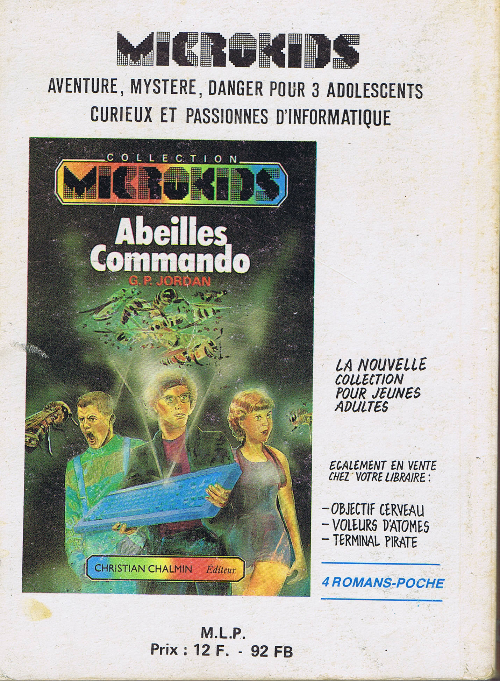 MICROKIDS
AVENTURE, MYSTERE, DANGER POUR 3 ADOLESCENTS
CURIEUX ET PASSIONNES D'INFORMATIQUE
COLLECTION
MICROKIDS
Abeilles
Commando
G. P. JORDAN
LA NOUVELLE
COLLECTION
POUR JEUNES
ADULTES
EGALEMENT EN VENTE
CHEZ VOTRE LIBRAIRE :
-OBJECTIF CERVEAU
- VOLEURS D'ATOMES
- TERMINAL PIRATE
CHRISTIAN CHALMIN Editeur
4 ROMANS-POCHE
M.L.P.
Prix : 12 F. - 92 FB